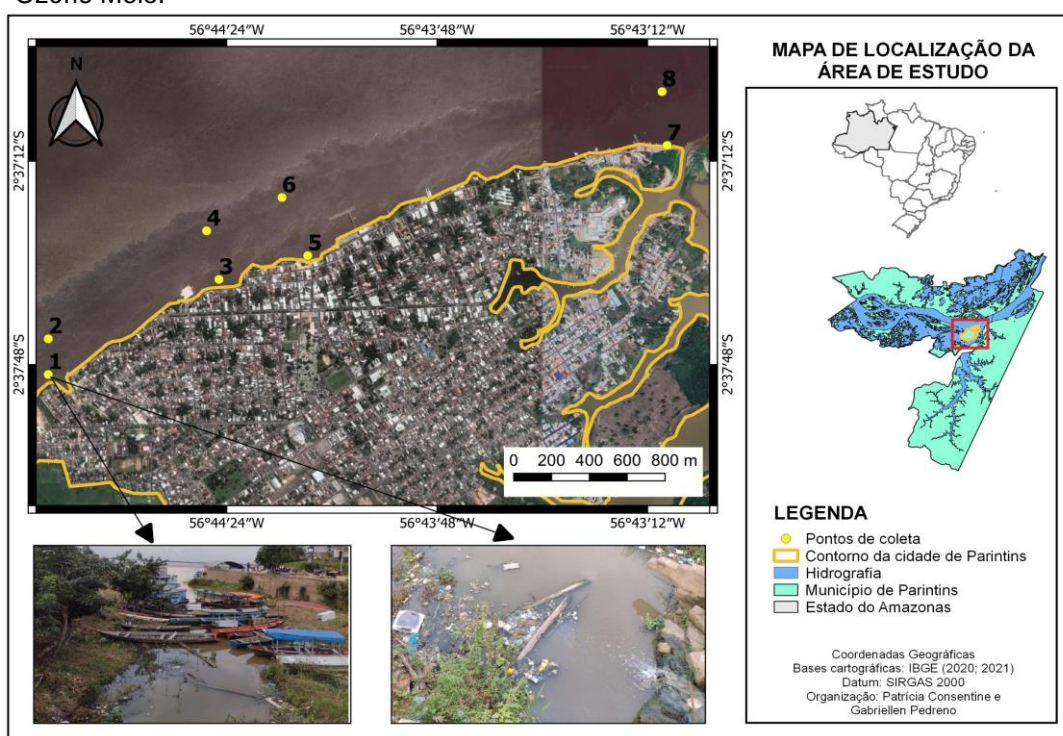 MAPA DE LOCALIZAÇÃO DA
ÁREA DE ESTUDO
56°44′24″W
56°43′48″W
56°43′12″W
N
8
7
2°37′12″S
2°37′12″S
6
4
5
3
2
1
2°37′48″S
2°37′48″S
0 200 400 600 800 m
56°44′24″W
56°43′48″W
56°43′12″W
LEGENDA
Pontos de coleta
Contorno da cidade de Parintins
Hidrografia
Município de Parintins
Estado do Amazonas
Coordenadas Geográficas
Bases cartográficas: IBGE (2020; 2021)
Datum: SIRGAS 2000
Organização: Patrícia Consentine e
Gabriellen Pedreno